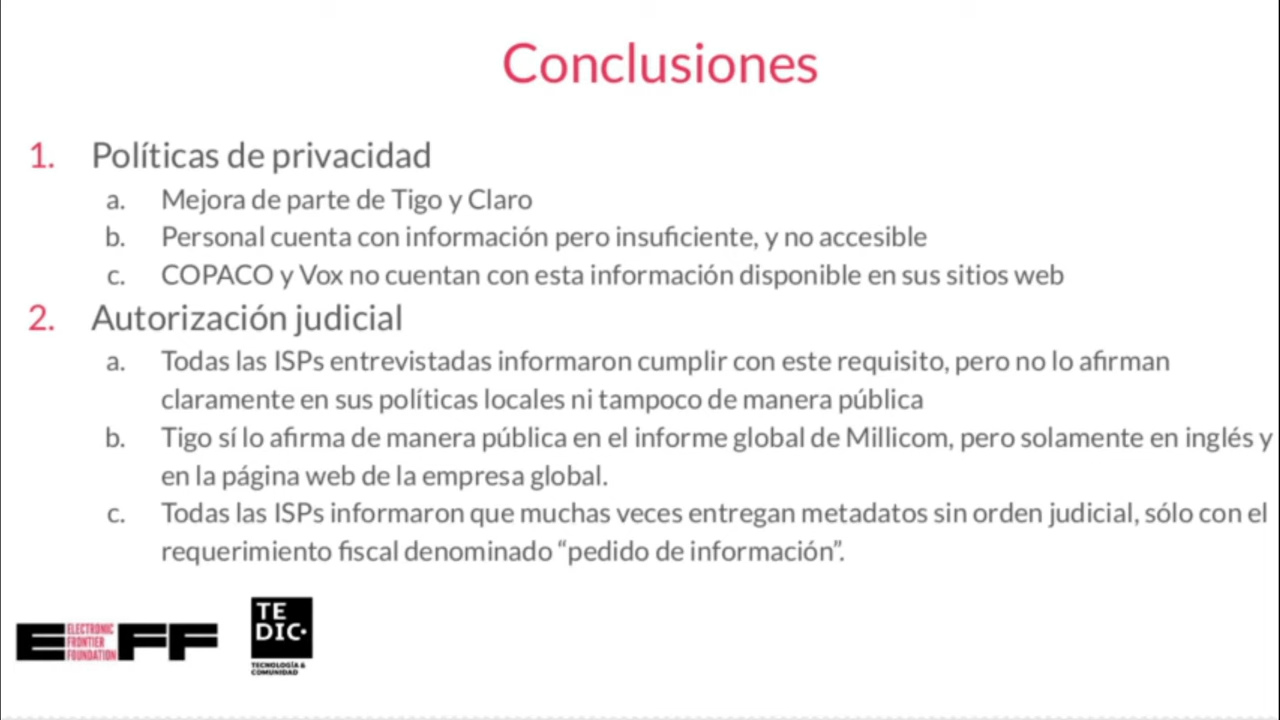 Conclusiones
1. Políticas de privacidad
a. Mejora de parte de Tigo y Claro
b. Personal cuenta con información pero insuficiente, y no accesible
c. COPACO y Vox no cuentan con esta información disponible en sus sitios web
2. Autorización judicial
a. Todas las ISPs entrevistadas informaron cumplir con este requisito, pero no lo afirman
claramente en sus políticas locales ni tampoco de manera pública
b. Tigo sí lo afirma de manera pública en el informe global de Millicom, pero solamente en inglés y
en la página web de la empresa global.
c. Todas las ISPs informaron que muchas veces entregan metadatos sin orden judicial, sólo con el
requerimiento fiscal denominado “pedido de información”.
EFF
ELECTRONIC
FRONTIER
FOUNDATION
TE
DIC
TECNOLOGÍA &
COMUNIDAD